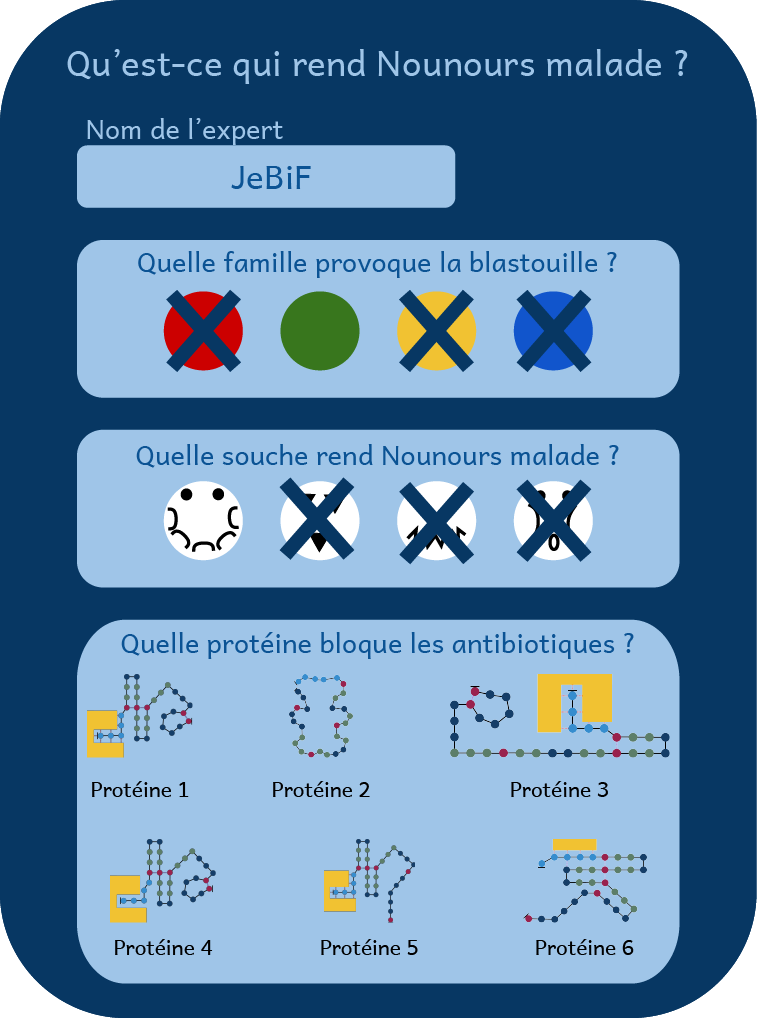 Qu’est-ce qui rend Nounours malade ?
Nom de l’expert
JeBiF
Quelle famille provoque la blastouille ?
Quelle souche rend Nounours malade ?
Quelle protéine bloque les antibiotiques ?
Protéine 1
Protéine 2
Protéine 3
Protéine 4
Protéine 5
Protéine 6